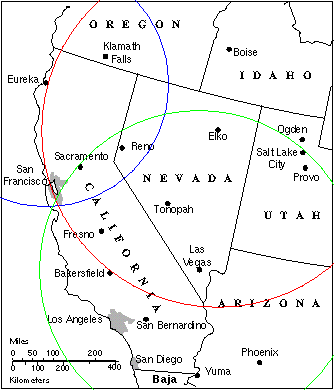 OREGON
Klamath
Falls
Boise
Eureka
IDAHO
Elko
Ogden
Reno
Sacramento
Salt Lake
City
San
Francisco
Provo
NEVADA
CALIFORNIA
Tonopah
UTAH
Fresno
Las
Vegas
Bakersfield
ARIZONA
Los Angeles
San Bernardino
Miles
0 50 100 200
0 100 200 400
Kilometers
San Diego
Phoenix
Baja
Yuma